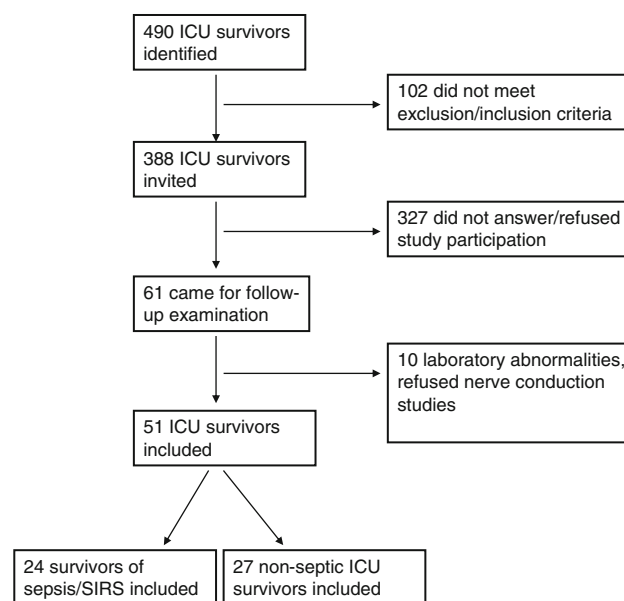 490 ICU survivors
identified
102 did not meet
exclusion/inclusion criteria
388 ICU survivors
invited
327 did not answer/refused
study participation
61 came for follow-
up examination
10 laboratory abnormalities,
refused nerve conduction
studies
51 ICU survivors
included
24 survivors of
sepsis/SIRS included
27 non-septic ICU
survivors included